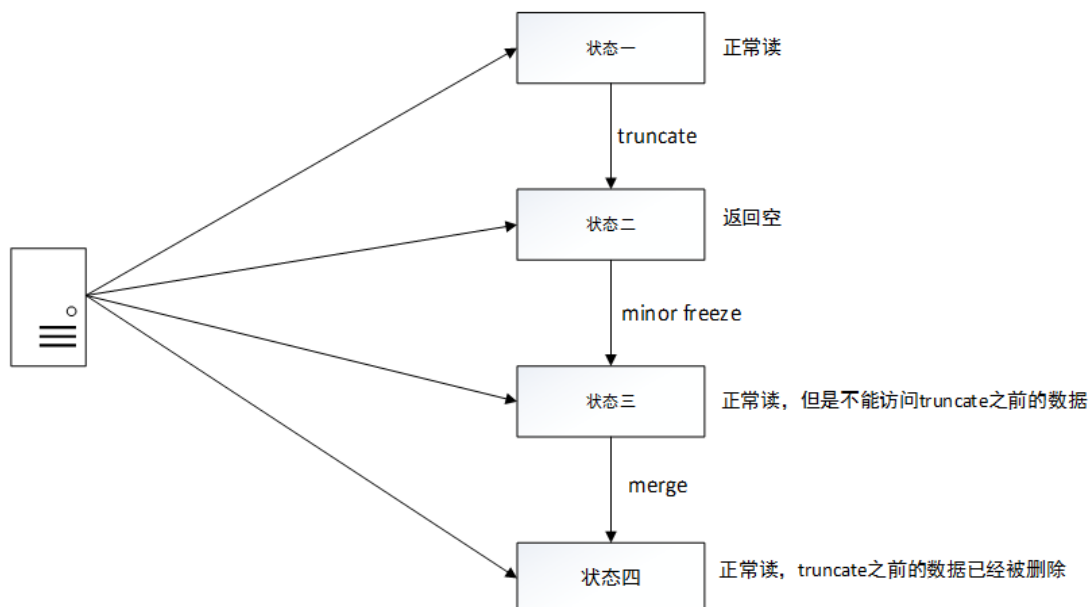 状态一
正常读
truncate
状态二
返回空
minor freeze
状态三
正常读，但是不能访问truncate之前的数据
merge
状态四
正常读，truncate之前的数据已经被删除